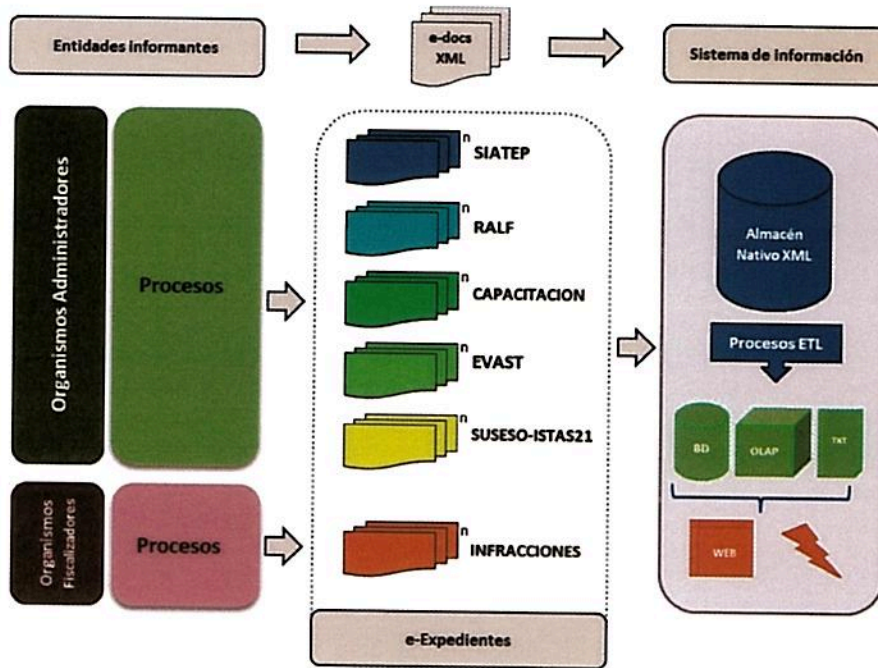 Entidades informantes
e-docs
XML
Sistema de información
Organismos Administradores
Procesos
n
SIATEP
n
RALF
n
CAPACITACION
n
EVAST
n
SUSESO-ISTAS21
Organismos
Fiscalizadores
Procesos
n
INFRACCIONES
e-Expedientes
Almacén
Nativo XML
Procesos ETL
BD
OLAP
TXT
WEB